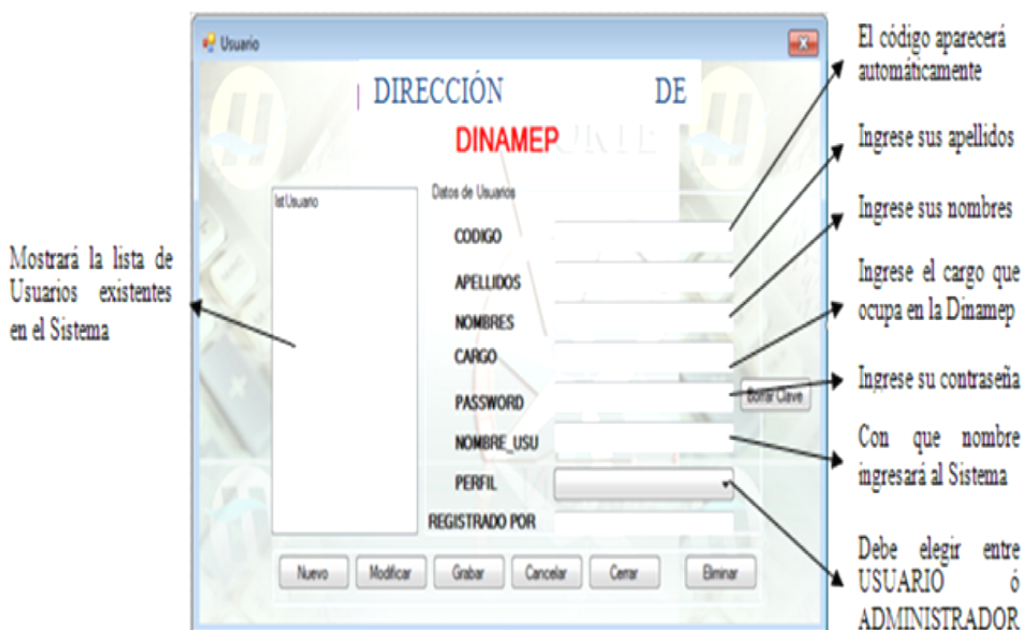 Usuario
DIRECCIÓN DE
DINAMEP
listUsuario
Datos de Usuarios
CODIGO
APELLIDOS
NOMBRES
CARGO
PASSWORD
Borrar Clave
NOMBRE_USU
PERFIL
REGISTRADO POR
Nuevo Modificar Grabar Cancelar Cerrar Eliminar
Mostrará la lista de
Usuarios existentes
en el Sistema
El código aparecerá
automáticamente
Ingrese sus apellidos
Ingrese sus nombres
Ingrese el cargo que
ocupa en la Dinamep
Ingrese su contraseña
Con que nombre
ingresará al Sistema
Debe elegir entre
USUARIO ó
ADMINISTRADOR